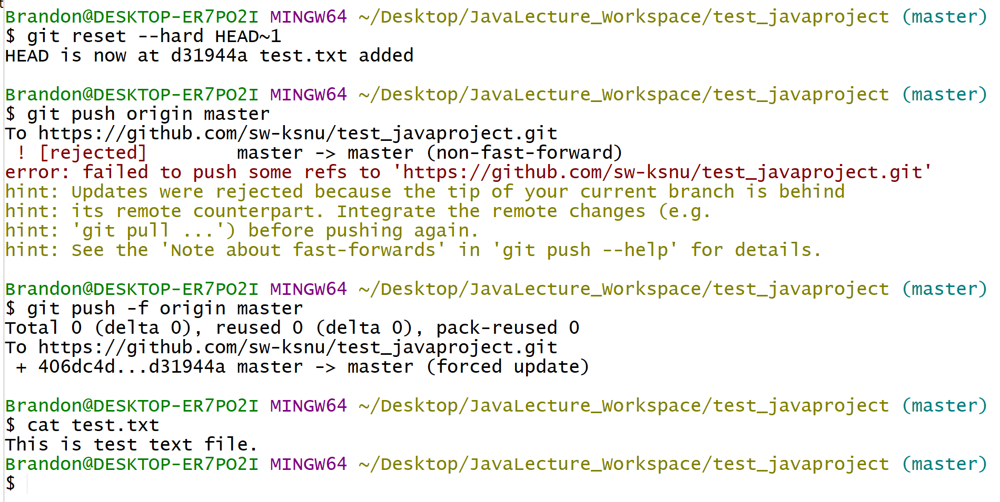 t
Brandon@DESKTOP-ER7PO2I MINGW64 ~/Desktop/JavaLecture_Workspace/test_javaproject (master)
$ git reset --hard HEAD~1
HEAD is now at d31944a test.txt added

Brandon@DESKTOP-ER7PO2I MINGW64 ~/Desktop/JavaLecture_Workspace/test_javaproject (master)
$ git push origin master
To https://github.com/sw-ksnu/test_javaproject.git
 ! [rejected]        master -> master (non-fast-forward)
error: failed to push some refs to 'https://github.com/sw-ksnu/test_javaproject.git'
hint: Updates were rejected because the tip of your current branch is behind
hint: its remote counterpart. Integrate the remote changes (e.g.
hint: 'git pull ...') before pushing again.
hint: See the 'Note about fast-forwards' in 'git push --help' for details.

Brandon@DESKTOP-ER7PO2I MINGW64 ~/Desktop/JavaLecture_Workspace/test_javaproject (master)
$ git push -f origin master
Total 0 (delta 0), reused 0 (delta 0), pack-reused 0
To https://github.com/sw-ksnu/test_javaproject.git
 + 406dc4d...d31944a master -> master (forced update)

Brandon@DESKTOP-ER7PO2I MINGW64 ~/Desktop/JavaLecture_Workspace/test_javaproject (master)
$ cat test.txt
This is test text file.
Brandon@DESKTOP-ER7PO2I MINGW64 ~/Desktop/JavaLecture_Workspace/test_javaproject (master)
$